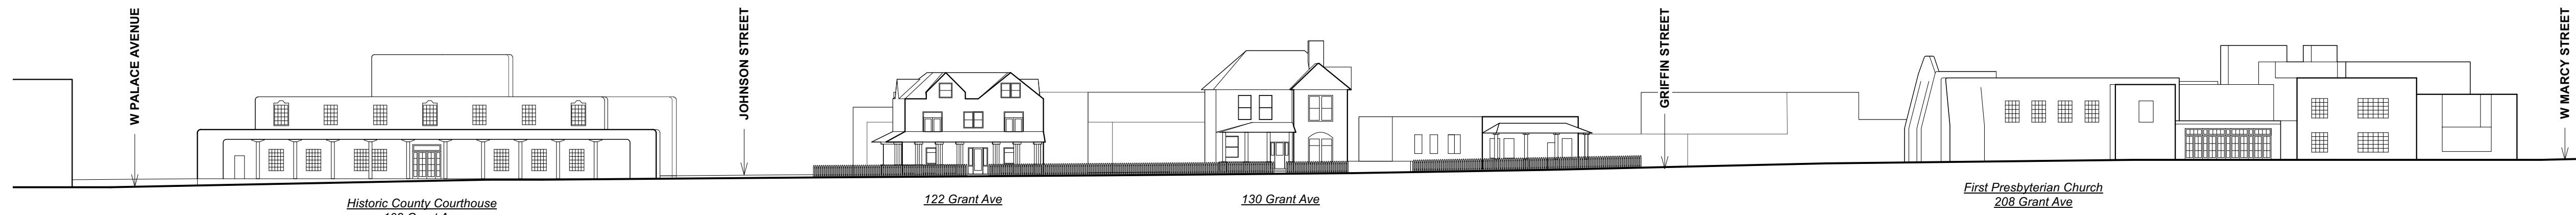 W PALACE AVENUE
JOHNSON STREET
GRIFFIN STREET
W MARCY STREET
Historic County Courthouse
122 Grant Ave
130 Grant Ave
First Presbyterian Church
208 Grant Ave